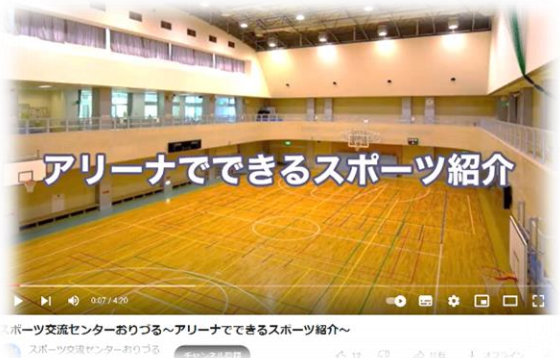 アリーナでできるスポーツ紹介
0:07 / 4:20
スポーツ交流センターおりづる～アリーナでできるスポーツ紹介～
スポーツ交流センターおりづる